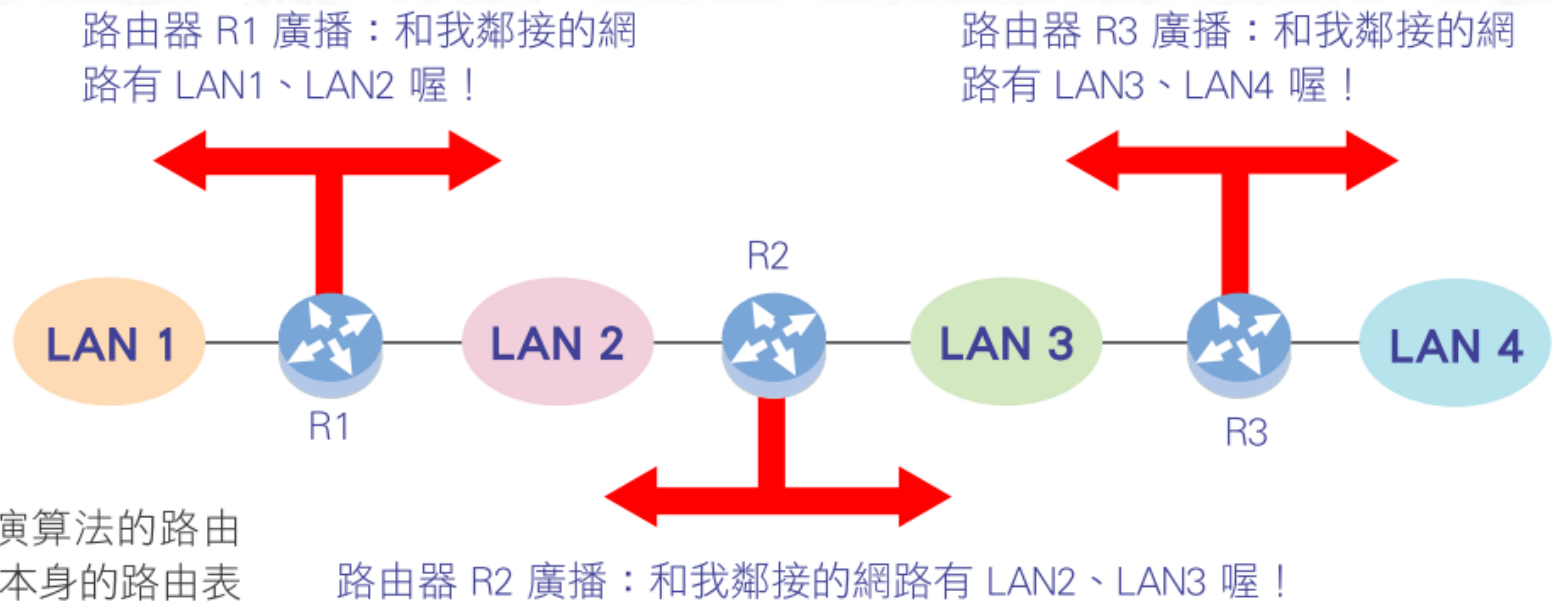 路由器 R1 廣播：和我鄰接的網
路有 LAN1、LAN2 喔！
路由器 R3 廣播：和我鄰接的網
路有 LAN3、LAN4 喔！
R2
LAN 1
LAN 2
LAN 3
LAN 4
R1
R3
演算法的路由
本身的路由表
路由器 R2 廣播：和我鄰接的網路有 LAN2、LAN3 喔！